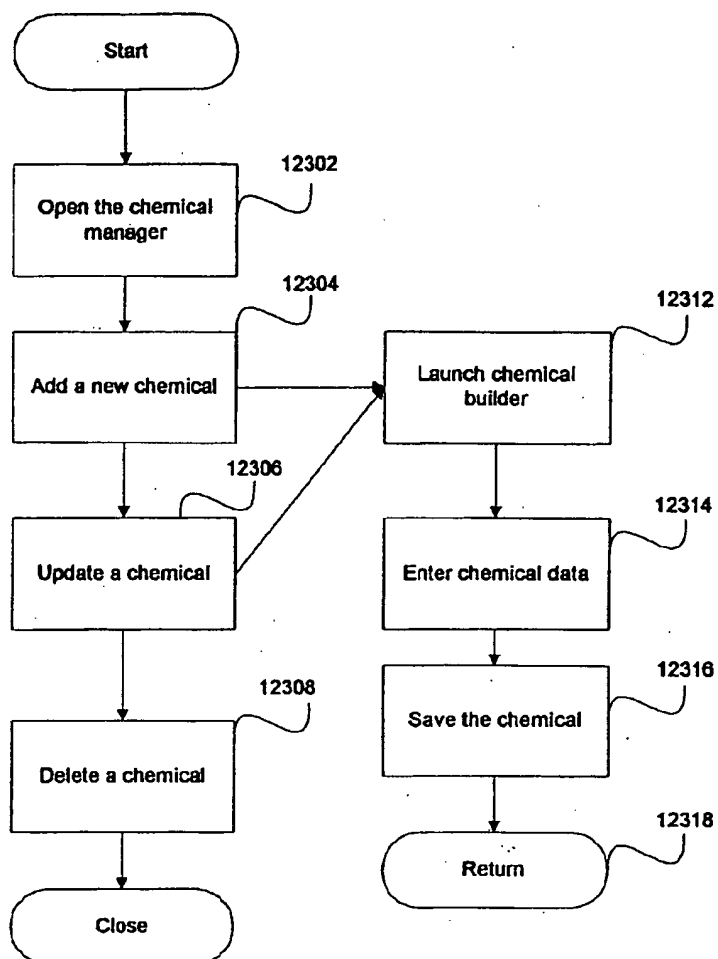 Start
12302
Open the chemical
manager
12304
Add a new chemical
12306
Update a chemical
12308
Delete a chemical
Close
12312
Launch chemical
builder
12314
Enter chemical data
12316
Save the chemical
12318
Return